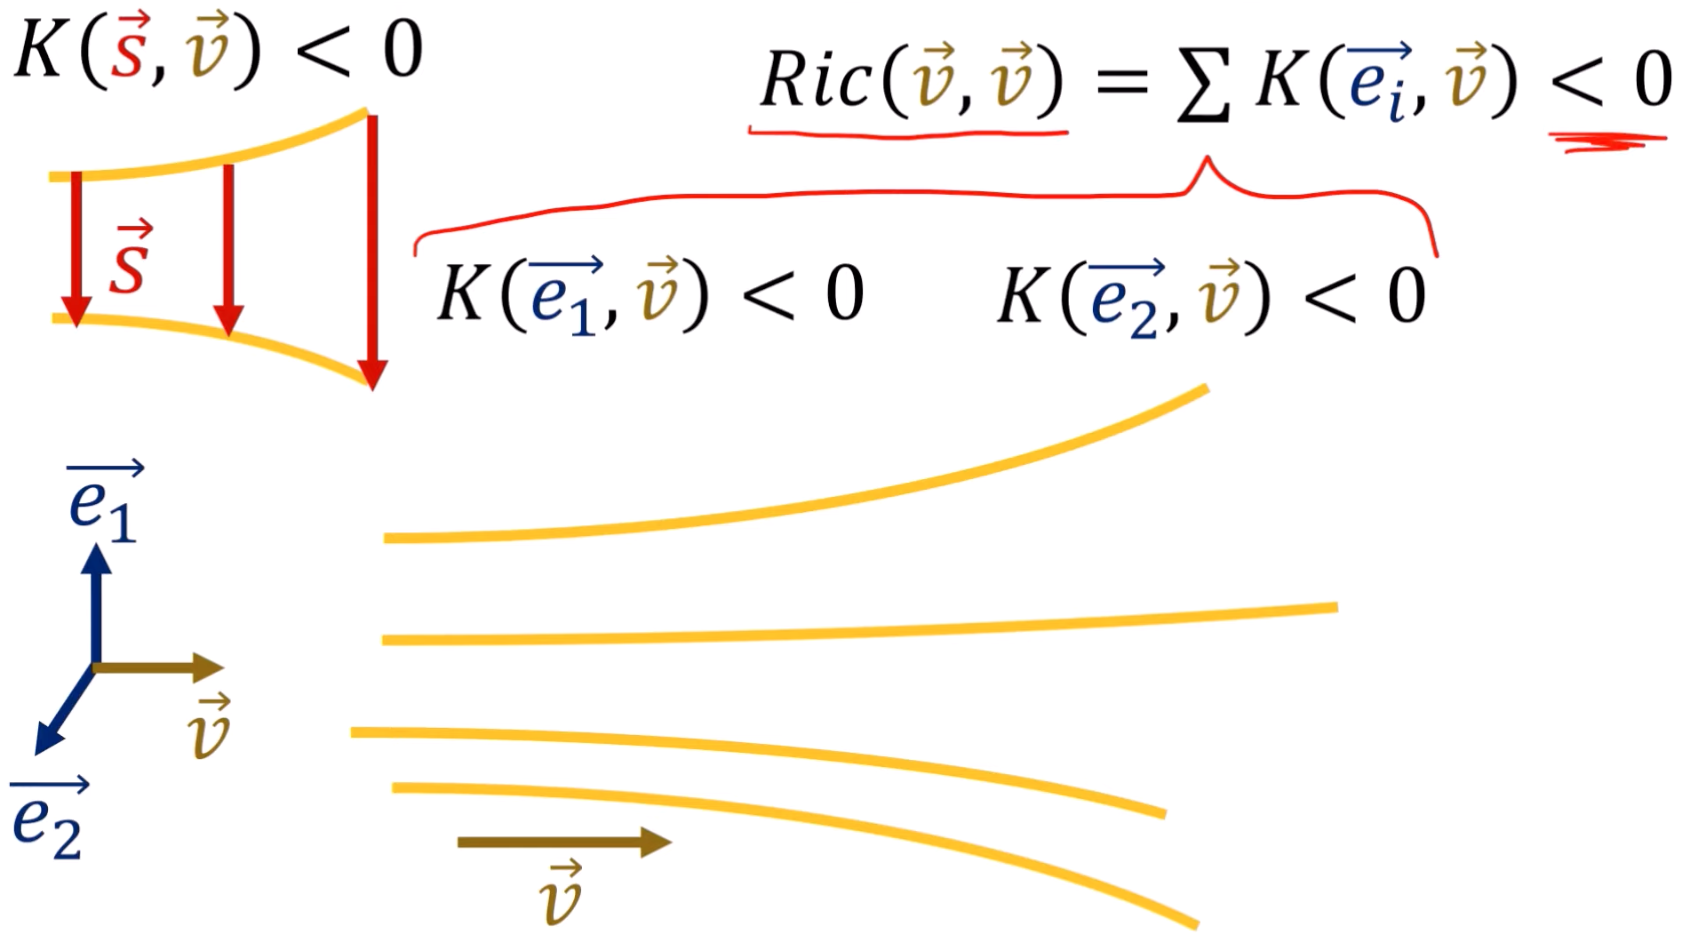 K(s⃗, v⃗) < 0
Ric(v⃗, v⃗) = ∑ K(e⃗ᵢ, v⃗) < 0
s⃗
K(e⃗₁, v⃗) < 0
K(e⃗₂, v⃗) < 0
e⃗₁
v⃗
e⃗₂
v⃗